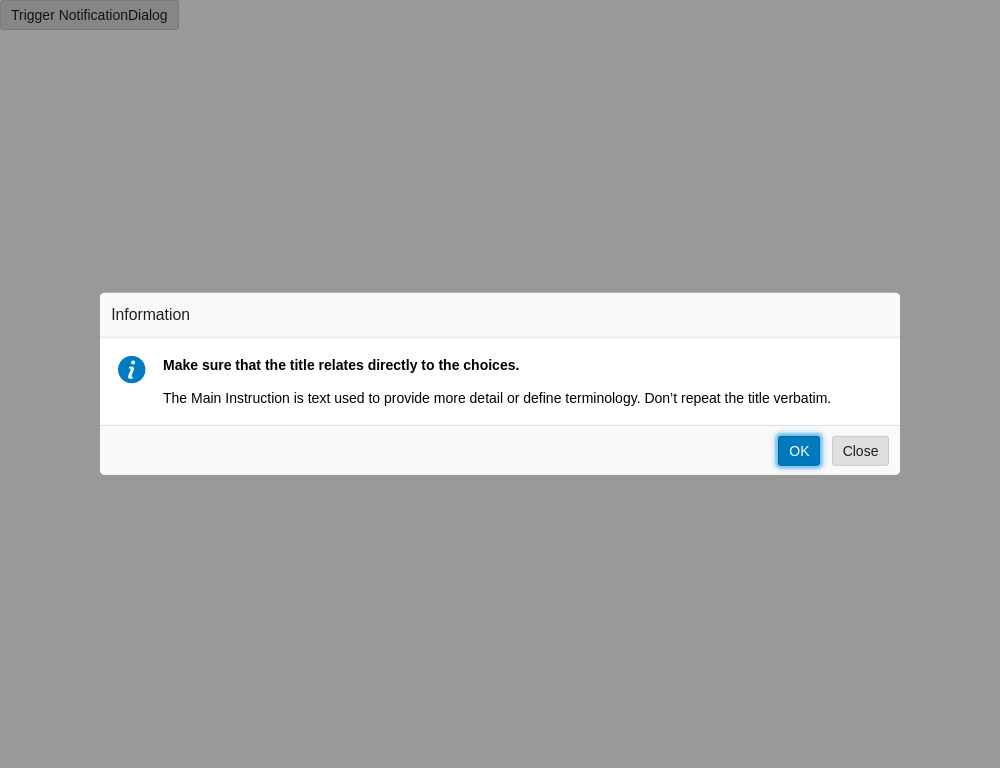 Trigger NotificationDialog
Information
Make sure that the title relates directly to the choices.
The Main Instruction is text used to provide more detail or define terminology. Don’t repeat the title verbatim.
OK Close